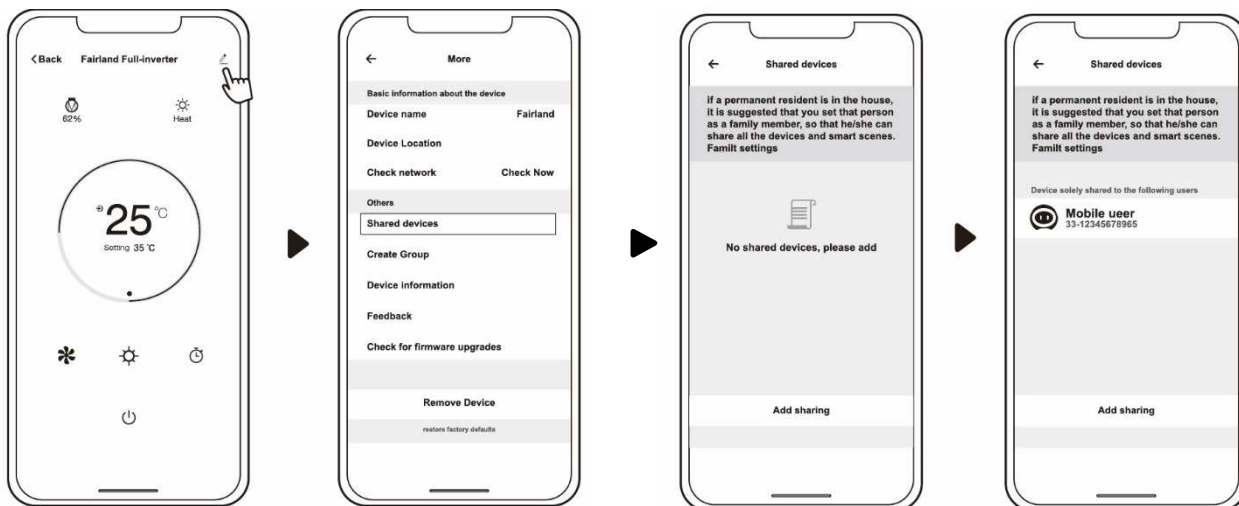 Back Fairland Full-inverter
62% Heat
25 °C
Setting 35 °C
More
Basic information about the device
Device name Fairland
Device Location
Check network Check Now
Others
Shared devices
Create Group
Device information
Feedback
Check for firmware upgrades
Remove Device
restore factory defaults
Shared devices
if a permanent resident is in the house,
it is suggested that you set that person
as a family member, so that he/she can
share all the devices and smart scenes.
Familt settings
No shared devices, please add
Add sharing
Shared devices
if a permanent resident is in the house,
it is suggested that you set that person
as a family member, so that he/she can
share all the devices and smart scenes.
Familt settings
Device solely shared to the following users
Mobile ueer
33-12345678965
Add sharing